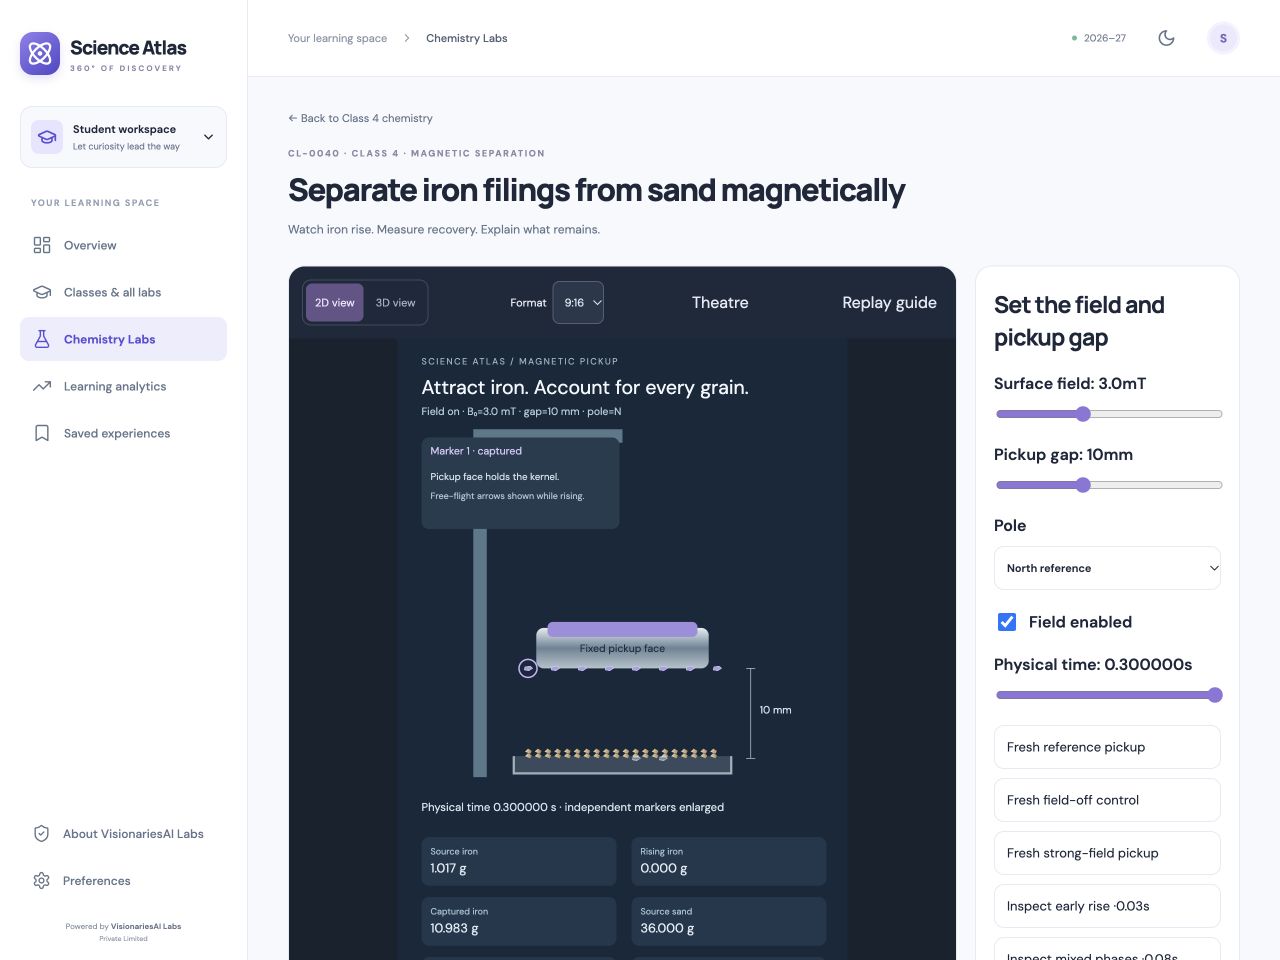 Science Atlas
360° OF DISCOVERY
Student workspace
Let curiosity lead the way
YOUR LEARNING SPACE
Overview
Classes & all labs
Chemistry Labs
Learning analytics
Saved experiences
About VisionariesAI Labs
Preferences
Powered by VisionariesAI Labs
Private Limited
Your learning space > Chemistry Labs
2026–27
S
← Back to Class 4 chemistry
CL-0040 · CLASS 4 · MAGNETIC SEPARATION
Separate iron filings from sand magnetically
Watch iron rise. Measure recovery. Explain what remains.
2D view
3D view
Format
9:16
Theatre
Replay guide
SCIENCE ATLAS / MAGNETIC PICKUP
Attract iron. Account for every grain.
Field on · B₀=3.0 mT · gap=10 mm · pole=N
Marker 1 · captured
Pickup face holds the kernel.
Free-flight arrows shown while rising.
Fixed pickup face
10 mm
Physical time 0.300000 s · independent markers enlarged
Source iron
1.017 g
Rising iron
0.000 g
Captured iron
10.983 g
Source sand
36.000 g
Set the field and
pickup gap
Surface field: 3.0mT
Pickup gap: 10mm
Pole
North reference
Field enabled
Physical time: 0.300000s
Fresh reference pickup
Fresh field-off control
Fresh strong-field pickup
Inspect early rise ·0.03s
Inspect mixed phases ·0.08s